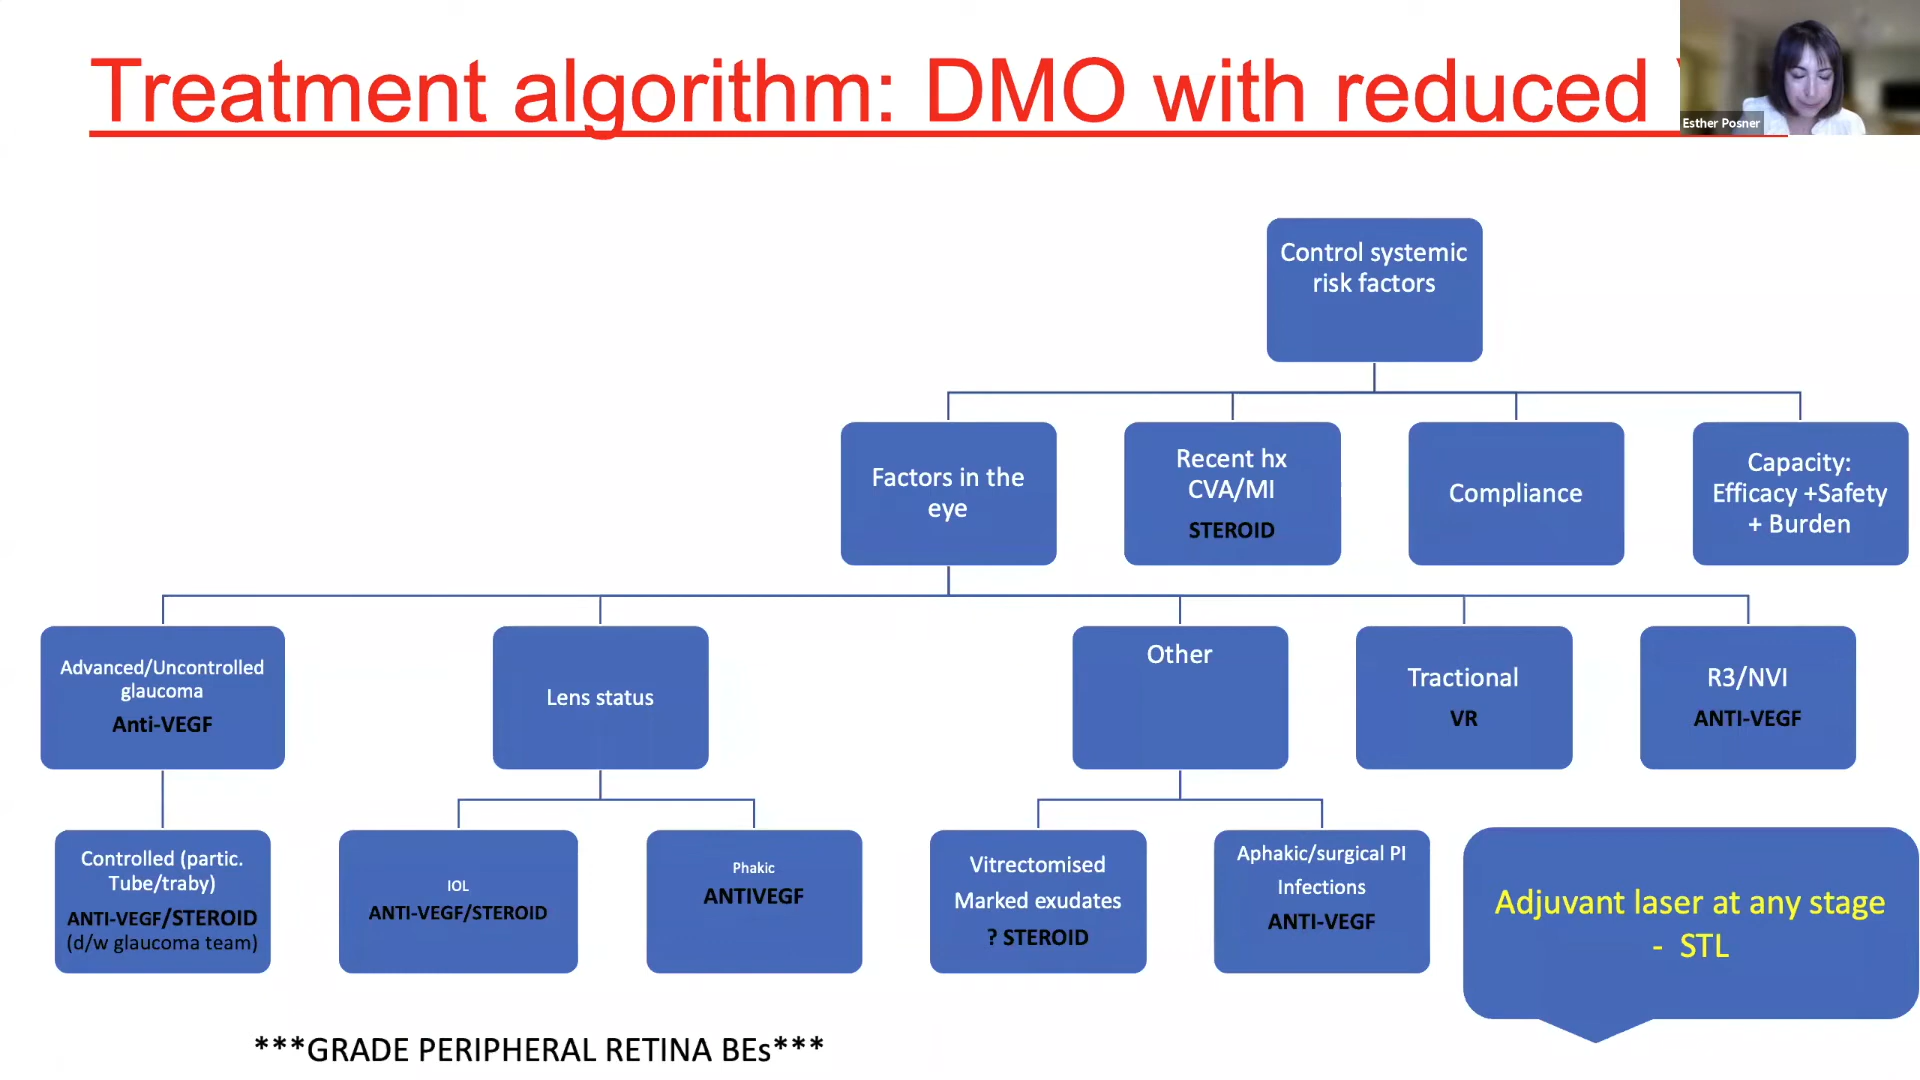 Treatment algorithm: DMO with reduced
Esther Posner
Control systemic
risk factors
Factors in the
eye
Recent hx
CVA/MI
STEROID
Compliance
Capacity:
Efficacy +Safety
+ Burden
Advanced/Uncontrolled
glaucoma
Anti-VEGF
Lens status
Other
Tractional
VR
R3/NVI
ANTI-VEGF
Controlled (partic.
Tube/traby)
ANTI-VEGF/STEROID
(d/w glaucoma team)
IOL
ANTI-VEGF/STEROID
Phakic
ANTIVEGF
Vitrectomised
Marked exudates
? STEROID
Aphakic/surgical PI
Infections
ANTI-VEGF
Adjuvant laser at any stage
- STL
***GRADE PERIPHERAL RETINA BEs***